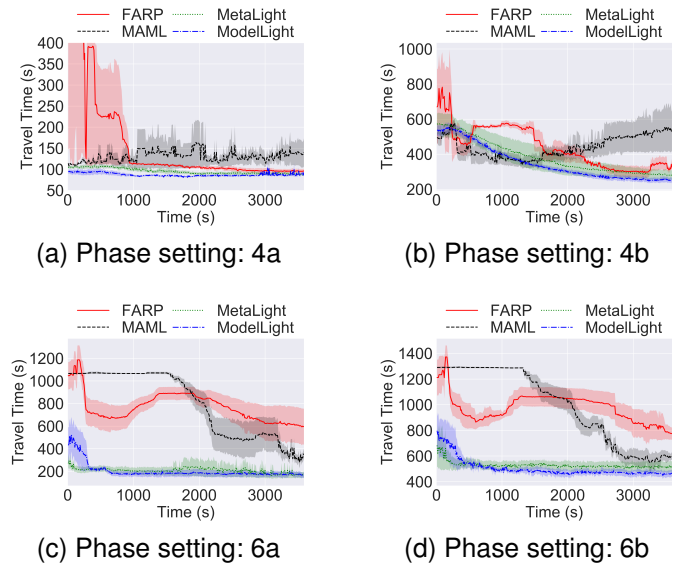 FARP MetaLight
MAML ModelLight
400
350
300
250
200
150
100
50
Travel Time (s)
0 1000 2000 3000
Time (s)
(a) Phase setting: 4a
FARP MetaLight
MAML ModelLight
1000
800
600
400
200
Travel Time (s)
0 1000 2000 3000
Time (s)
(b) Phase setting: 4b
FARP MetaLight
MAML ModelLight
1200
1000
800
600
400
200
Travel Time (s)
0 1000 2000 3000
Time (s)
(c) Phase setting: 6a
FARP MetaLight
MAML ModelLight
1400
1200
1000
800
600
400
Travel Time (s)
0 1000 2000 3000
Time (s)
(d) Phase setting: 6b